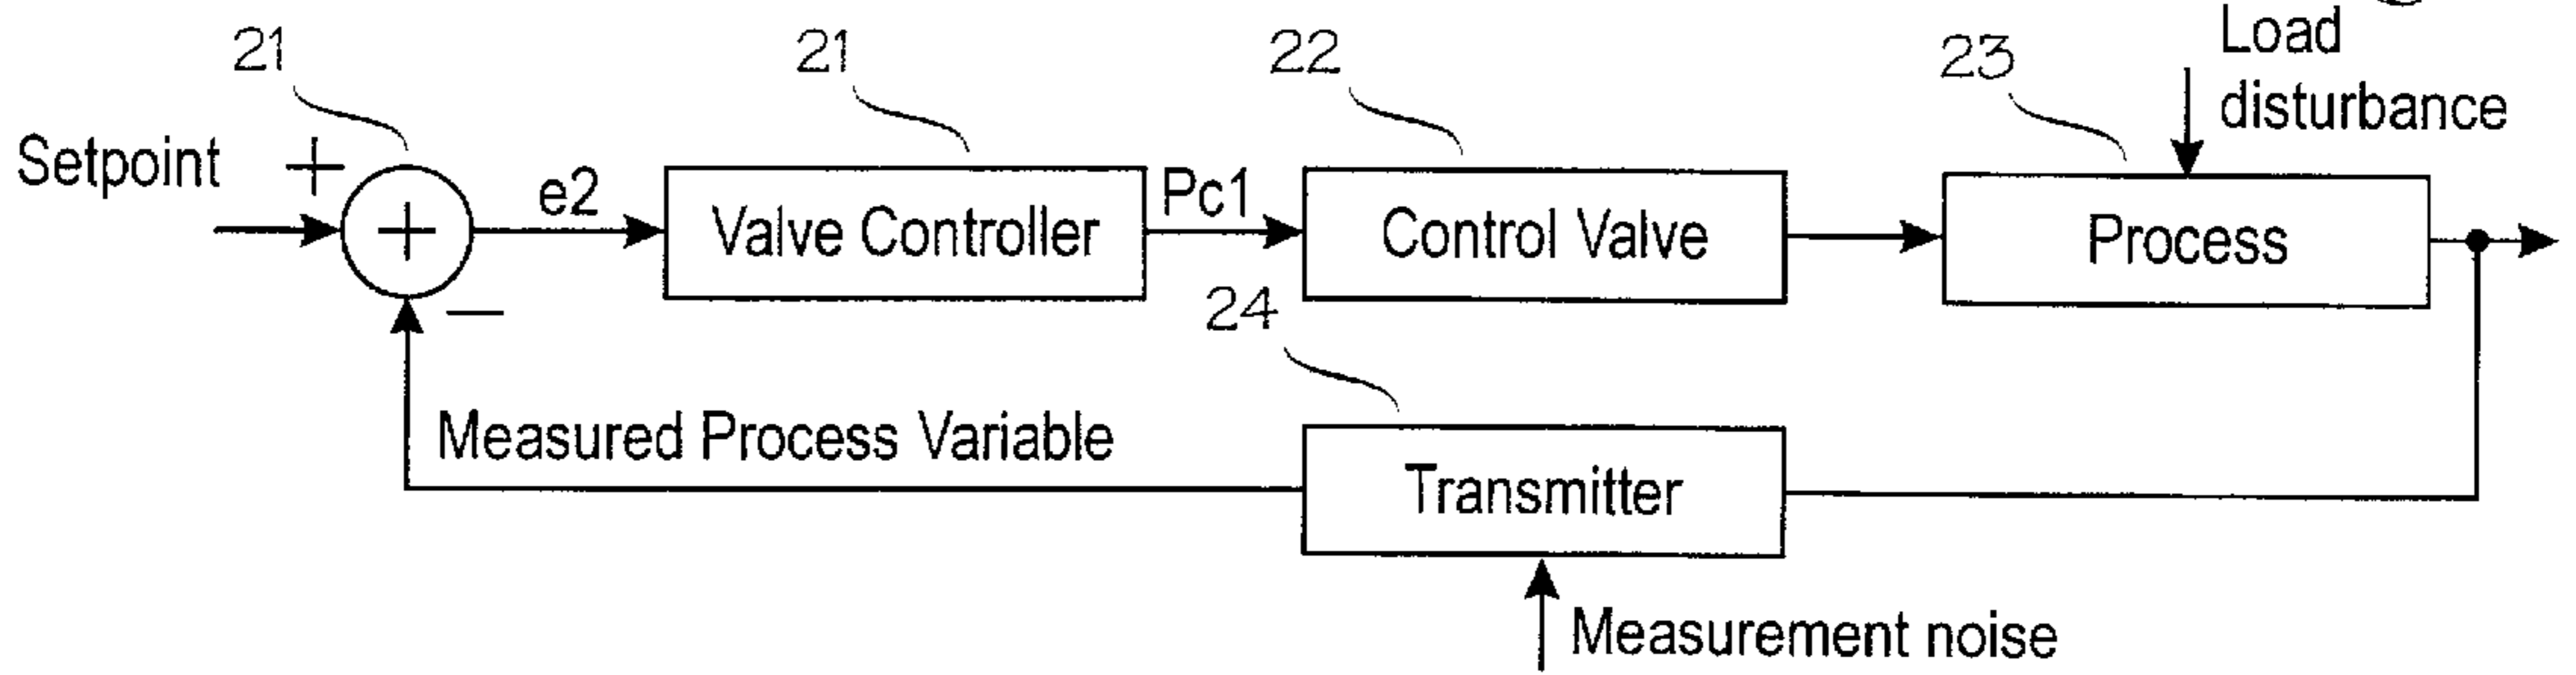 21
21
22
23
Load
disturbance
Setpoint
+
+
e2
Valve Controller
Pc1
Control Valve
Process
—
24
Measured Process Variable
Transmitter
Measurement noise